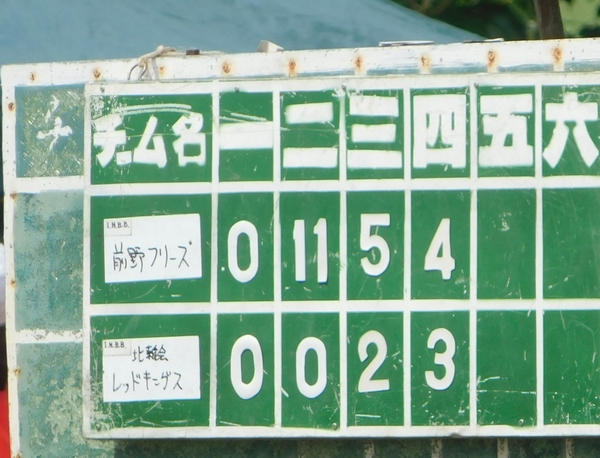 チーム名 一 二 三 四 五 六
I.M.B.B.
前野フリーズ 0 11 5 4
I.M.B.B.
レッドキングス 0 0 2 3